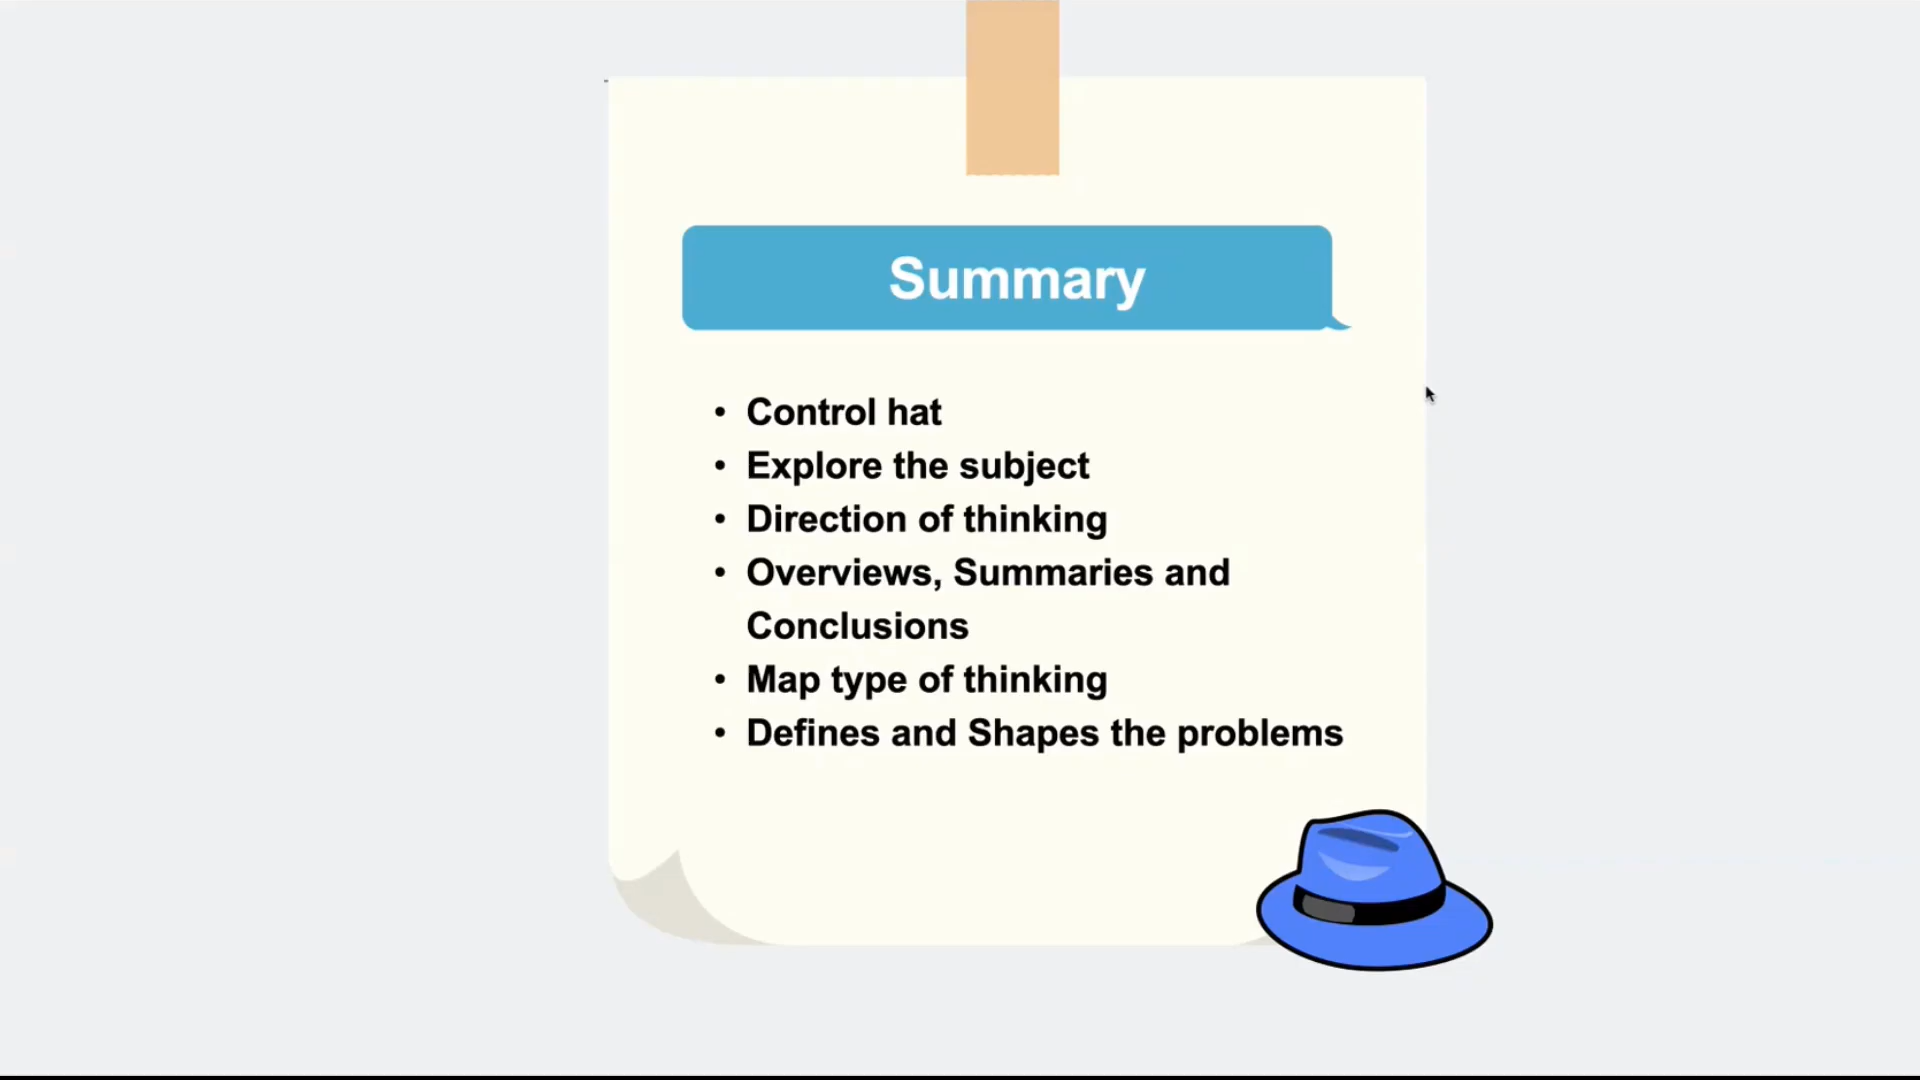 Summary
• Control hat
• Explore the subject
• Direction of thinking
• Overviews, Summaries and
Conclusions
• Map type of thinking
• Defines and Shapes the problems